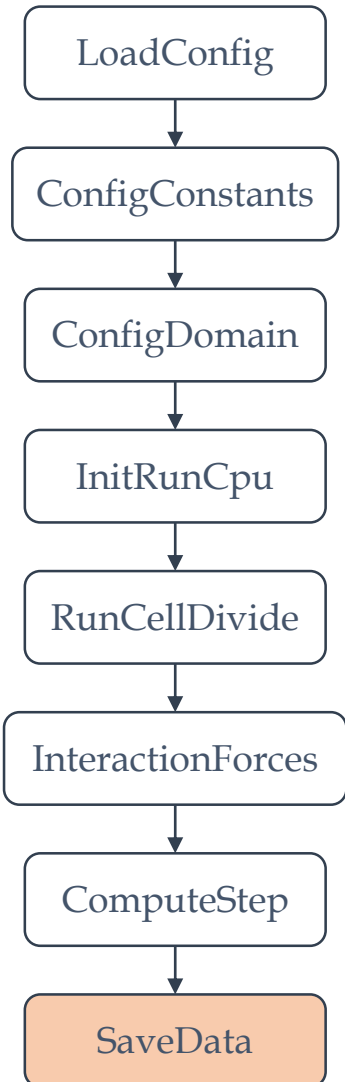 LoadConfig
ConfigConstants
ConfigDomain
InitRunCpu
RunCellDivide
InteractionForces
ComputeStep
SaveData